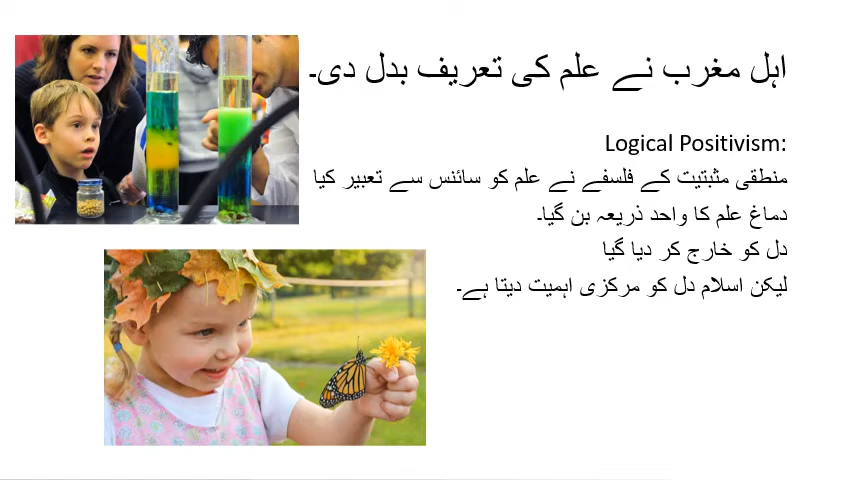 اہل مغرب نے علم کی تعریف بدل دی۔
Logical Positivism:
منطقی مثبتیت کے فلسفے نے علم کو سائنس سے تعبیر کیا
دماغ علم کا واحد ذریعہ بن گیا۔
دل کو خارج کر دیا گیا
لیکن اسلام دل کو مرکزی اہمیت دیتا ہے۔